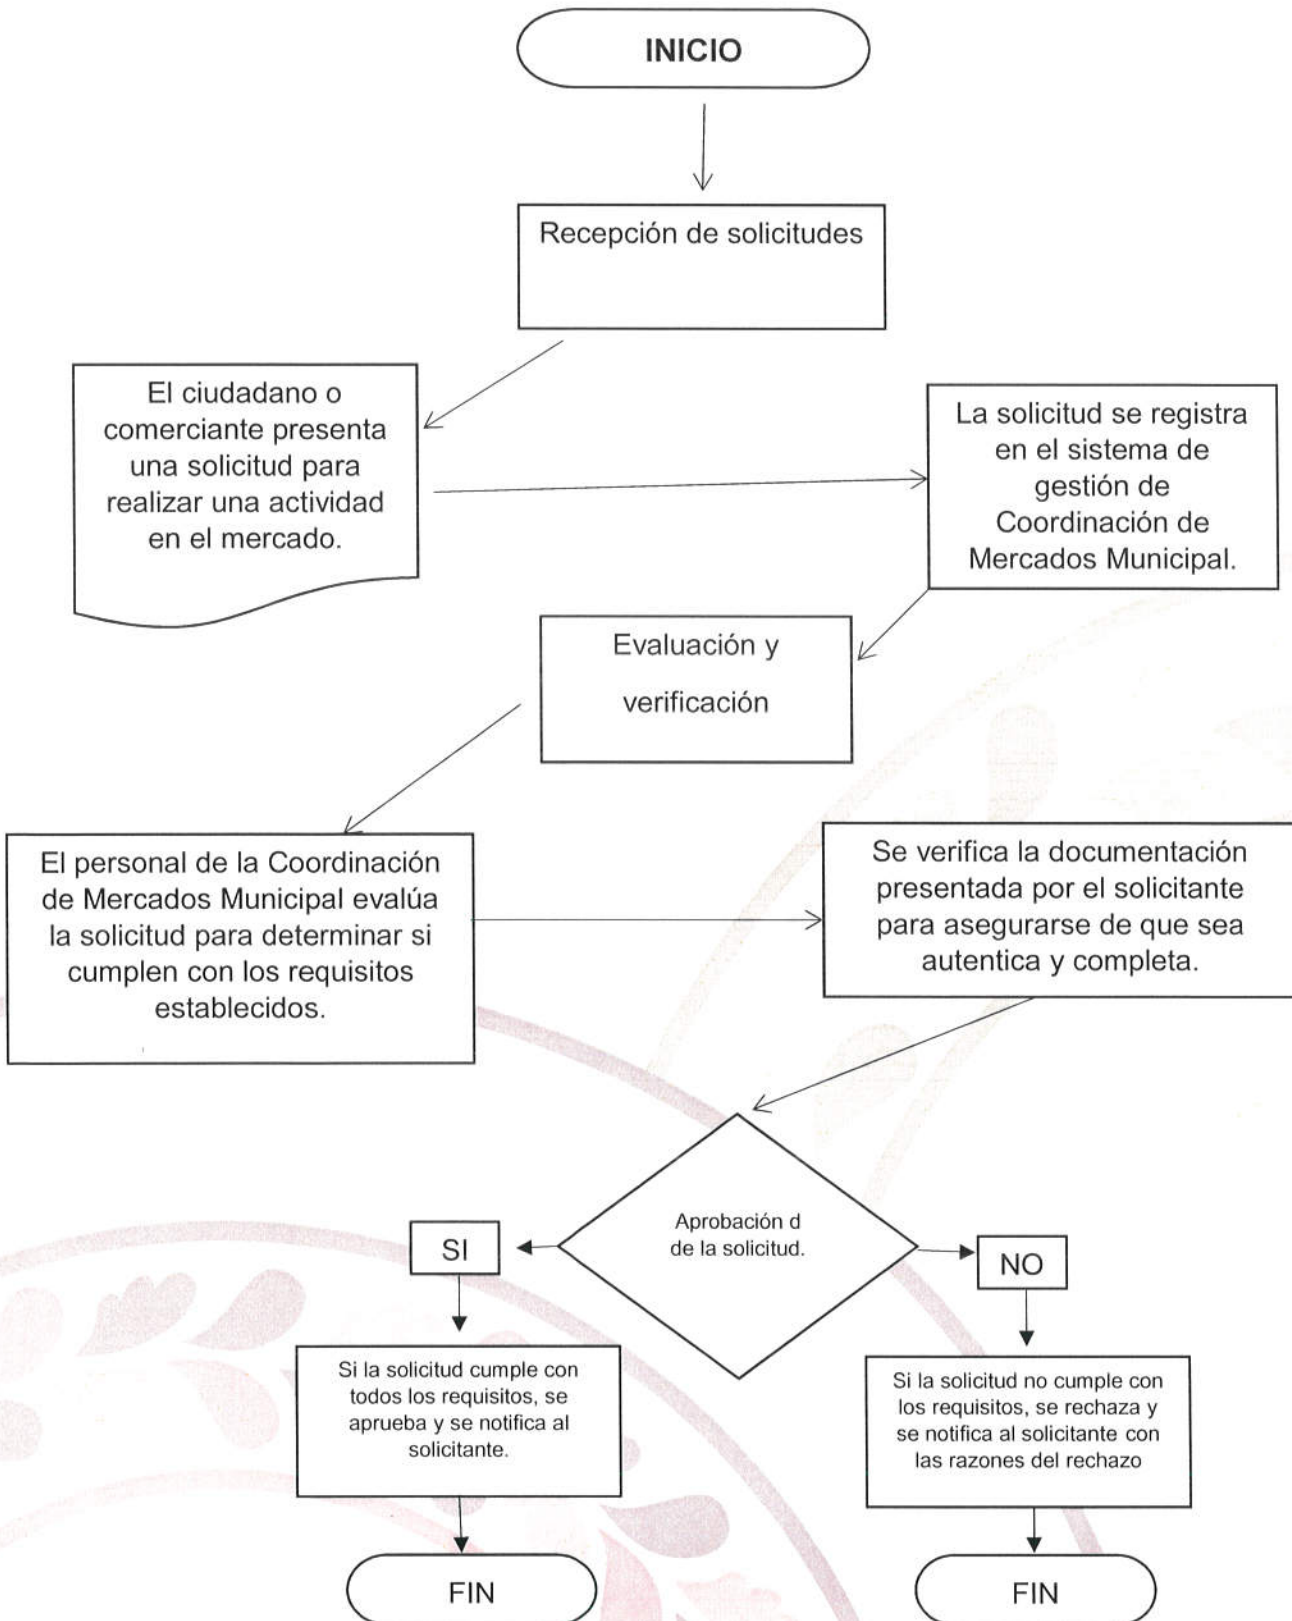 INICIO
Recepción de solicitudes
El ciudadano o
comerciante presenta
una solicitud para
realizar una actividad
en el mercado.
La solicitud se registra
en el sistema de
gestión de
Coordinación de
Mercados Municipal.
Evaluación y
verificación
El personal de la Coordinación
de Mercados Municipal evalúa
la solicitud para determinar si
cumplen con los requisitos
establecidos.
Se verifica la documentación
presentada por el solicitante
para asegurarse de que sea
autentica y completa.
Aprobación d
de la solicitud.
SI
NO
Si la solicitud cumple con
todos los requisitos, se
aprueba y se notifica al
solicitante.
Si la solicitud no cumple con
los requisitos, se rechaza y
se notifica al solicitante con
las razones del rechazo
FIN
FIN